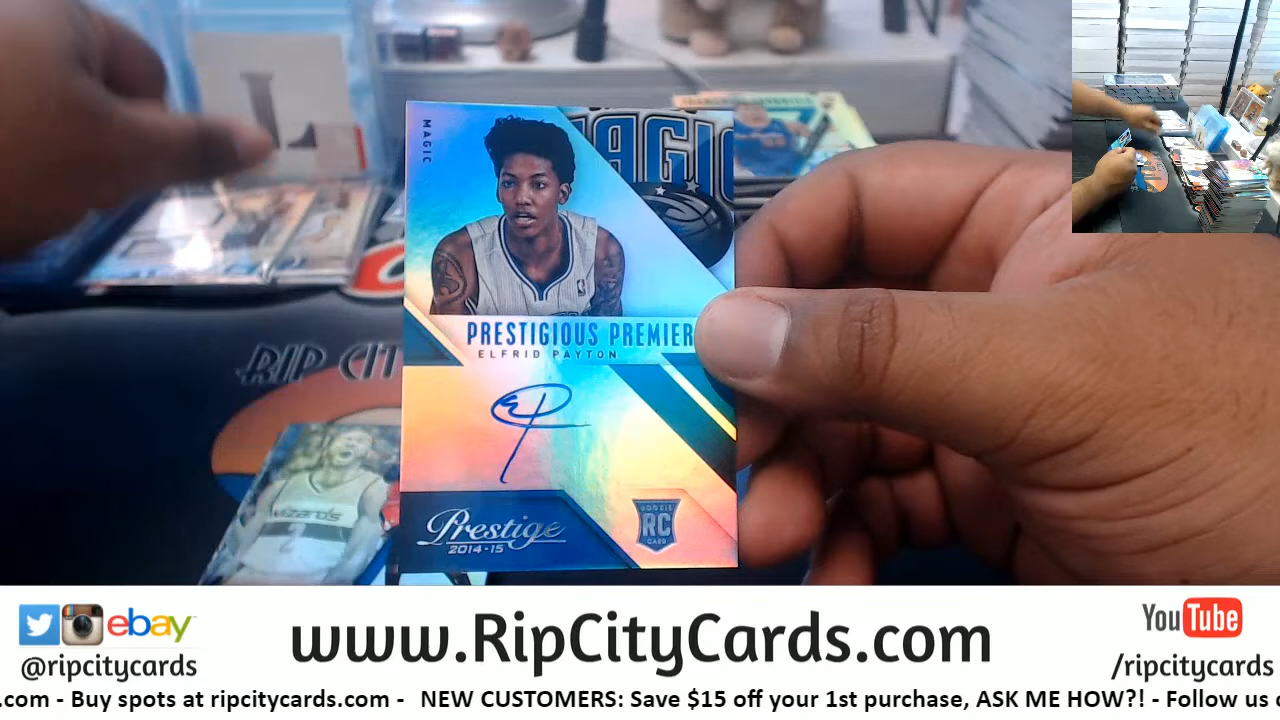 MAGIC
MAGIC
PRESTIGIOUS PREMIER
ELFRID PAYTON
Prestige
2014-15
ROOKIE
RC
CARD
RIP CIT
wizards
ebay
@ripcitycards
www.RipCityCards.com
You Tube
/ripcitycards
.com - Buy spots at ripcitycards.com - NEW CUSTOMERS: Save $15 off your 1st purchase, ASK ME HOW?! - Follow us